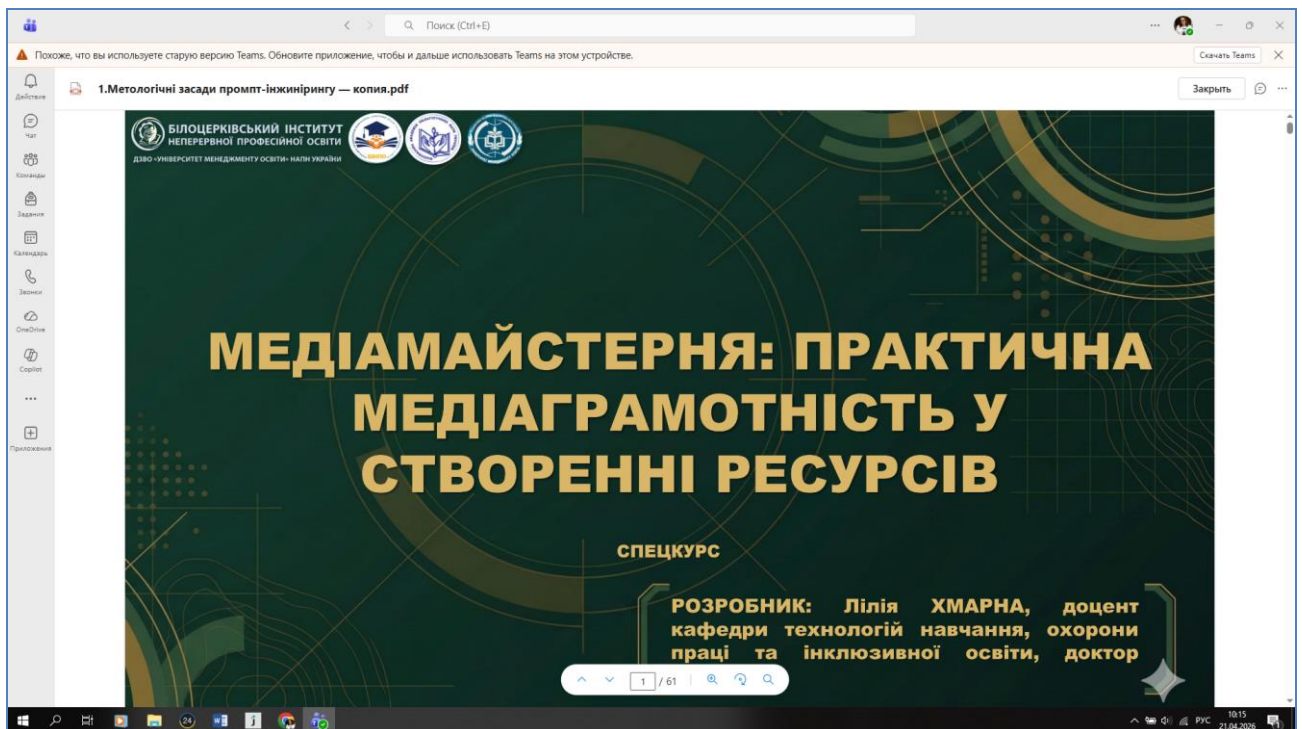 Поиск (Ctrl+E)
Похоже, что вы используете старую версию Teams. Обновите приложение, чтобы и дальше использовать Teams на этом устройстве.
Скачать Teams
Действие
Чат
Команды
Задания
Календарь
Звонки
OneDrive
Copilot
Приложения
1.Метологічні засади промпт-інжинірингу — копия.pdf
Закрыть
БІЛОЦЕРКІВСЬКИЙ ІНСТИТУТ
НЕПЕРЕРВНОЇ ПРОФЕСІЙНОЇ ОСВІТИ
ДЗВО «УНІВЕРСИТЕТ МЕНЕДЖМЕНТУ ОСВІТИ» НАПН УКРАЇНИ
МЕДІАМАЙСТЕРНЯ: ПРАКТИЧНА
МЕДІАГРАМОТНІСТЬ У
СТВОРЕННІ РЕСУРСІВ
СПЕЦКУРС
РОЗРОБНИК: Лілія ХМАРНА, доцент
кафедри технологій навчання, охорони
праці та інклюзивної освіти, доктор
1 / 61
24
РУС
10:15
21.04.2026